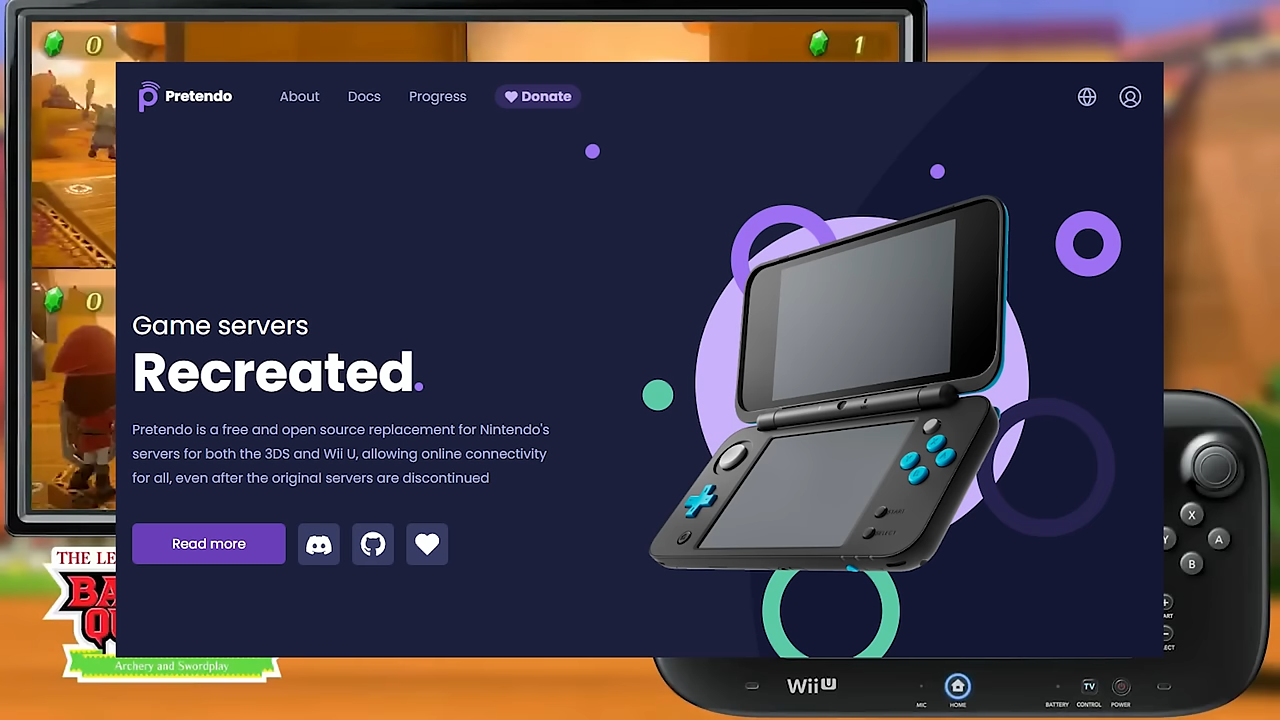 0
1
Pretendo
About
Docs
Progress
Donate
0
Game servers
Recreated.
Pretendo is a free and open source replacement for Nintendo's
servers for both the 3DS and Wii U, allowing online connectivity
for all, even after the original servers are discontinued
Read more
X
Y
A
B
THE LE
BA
QU
Archery and Swordplay
Wii U
MIC
HOME
BATTERY
TV
CONTROL
POWER